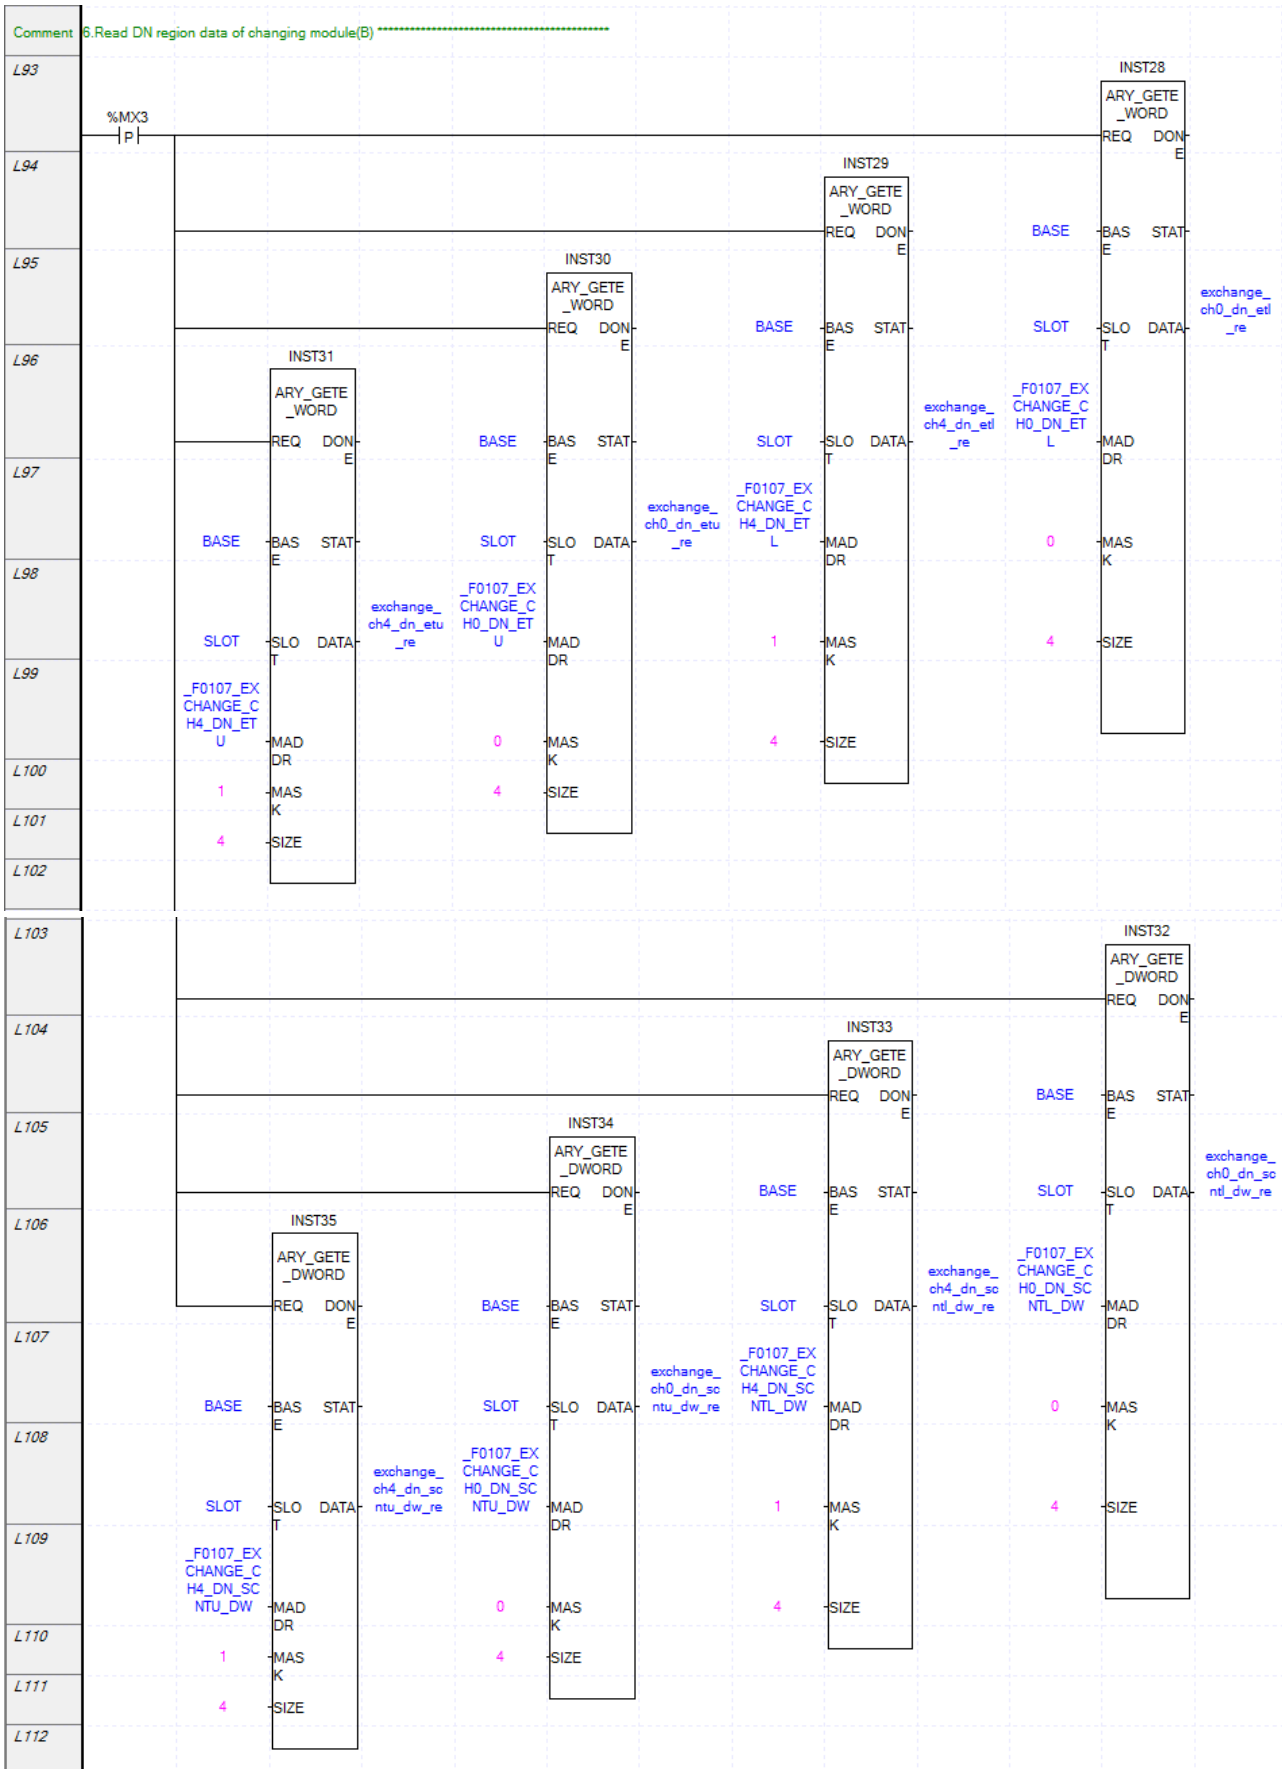 Comment 6.Read DN region data of changing module(B) ********************************************
L93
INST28
ARY_GETE
_WORD
%MX3
P
REQ DON
E
L94
INST29
ARY_GETE
_WORD
REQ DON
E
BASE
BAS STAT
E
L95
INST30
ARY_GETE
_WORD
REQ DON
E
BASE
BAS STAT
E
SLOT
SLO DATA
T
exchange_
ch0_dn_etl
_re
L96
INST31
ARY_GETE
_WORD
REQ DON
E
BASE
BAS STAT
E
SLOT
SLO DATA
T
exchange_
ch4_dn_etl
_re
_F0107_EX
CHANGE_C
H0_DN_ET
L
MAD
DR
L97
BASE
BAS STAT
E
SLOT
SLO DATA
T
exchange_
ch0_dn_etu
_re
_F0107_EX
CHANGE_C
H4_DN_ET
L
MAD
DR
0
MAS
K
L98
SLOT
SLO DATA
T
exchange_
ch4_dn_etu
_re
_F0107_EX
CHANGE_C
H0_DN_ET
U
MAD
DR
1
MAS
K
4
SIZE
L99
_F0107_EX
CHANGE_C
H4_DN_ET
U
MAD
DR
0
MAS
K
4
SIZE
L100
1
MAS
K
4
SIZE
L101
4
SIZE
L102
L103
INST32
ARY_GETE
_DWORD
REQ DON
E
L104
INST33
ARY_GETE
_DWORD
REQ DON
E
BASE
BAS STAT
E
L105
INST34
ARY_GETE
_DWORD
REQ DON
E
BASE
BAS STAT
E
SLOT
SLO DATA
T
exchange_
ch0_dn_sc
ntl_dw_re
L106
INST35
ARY_GETE
_DWORD
REQ DON
E
BASE
BAS STAT
E
SLOT
SLO DATA
T
exchange_
ch4_dn_sc
ntl_dw_re
_F0107_EX
CHANGE_C
H0_DN_SC
NTL_DW
MAD
DR
L107
BASE
BAS STAT
E
SLOT
SLO DATA
T
exchange_
ch0_dn_sc
ntu_dw_re
_F0107_EX
CHANGE_C
H4_DN_SC
NTL_DW
MAD
DR
0
MAS
K
L108
SLOT
SLO DATA
T
exchange_
ch4_dn_sc
ntu_dw_re
_F0107_EX
CHANGE_C
H0_DN_SC
NTU_DW
MAD
DR
1
MAS
K
4
SIZE
L109
_F0107_EX
CHANGE_C
H4_DN_SC
NTU_DW
MAD
DR
0
MAS
K
4
SIZE
L110
1
MAS
K
4
SIZE
L111
4
SIZE
L112